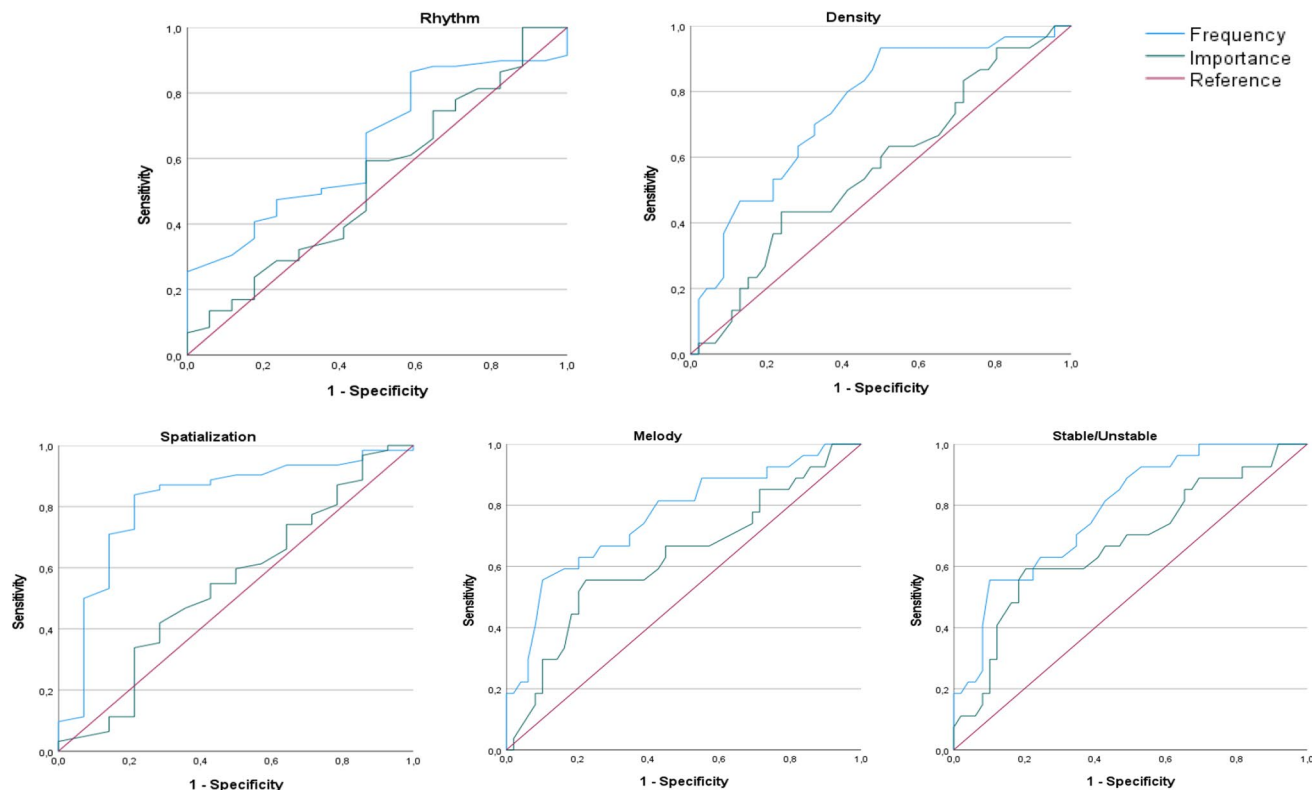 Rhythm
1,0
0,8
0,6
0,4
0,2
0,0
Sensitivity
0,0 0,2 0,4 0,6 0,8 1,0
1 - Specificity
Density
1,0
0,8
0,6
0,4
0,2
0,0
Sensitivity
0,0 0,2 0,4 0,6 0,8 1,0
1 - Specificity
Frequency
Importance
Reference
Spatialization
1,0
0,8
0,6
0,4
0,2
0,0
Sensitivity
0,0 0,2 0,4 0,6 0,8 1,0
1 - Specificity
Melody
1,0
0,8
0,6
0,4
0,2
0,0
Sensitivity
0,0 0,2 0,4 0,6 0,8 1,0
1 - Specificity
Stable/Unstable
1,0
0,8
0,6
0,4
0,2
0,0
Sensitivity
0,0 0,2 0,4 0,6 0,8 1,0
1 - Specificity